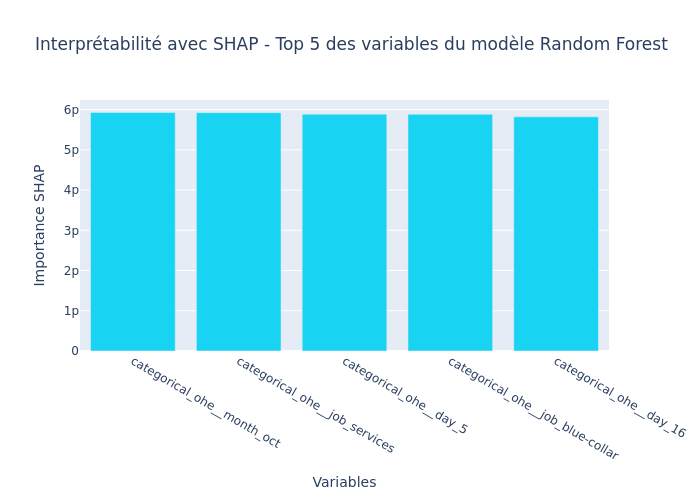 Interprétabilité avec SHAP - Top 5 des variables du modèle Random Forest
6p
5p
4p
3p
2p
1p
0
Importance SHAP
categorical_ohe__month_oct
categorical_ohe__job_services
categorical_ohe__day_5
categorical_ohe__job_blue-collar
categorical_ohe__day_16
Variables